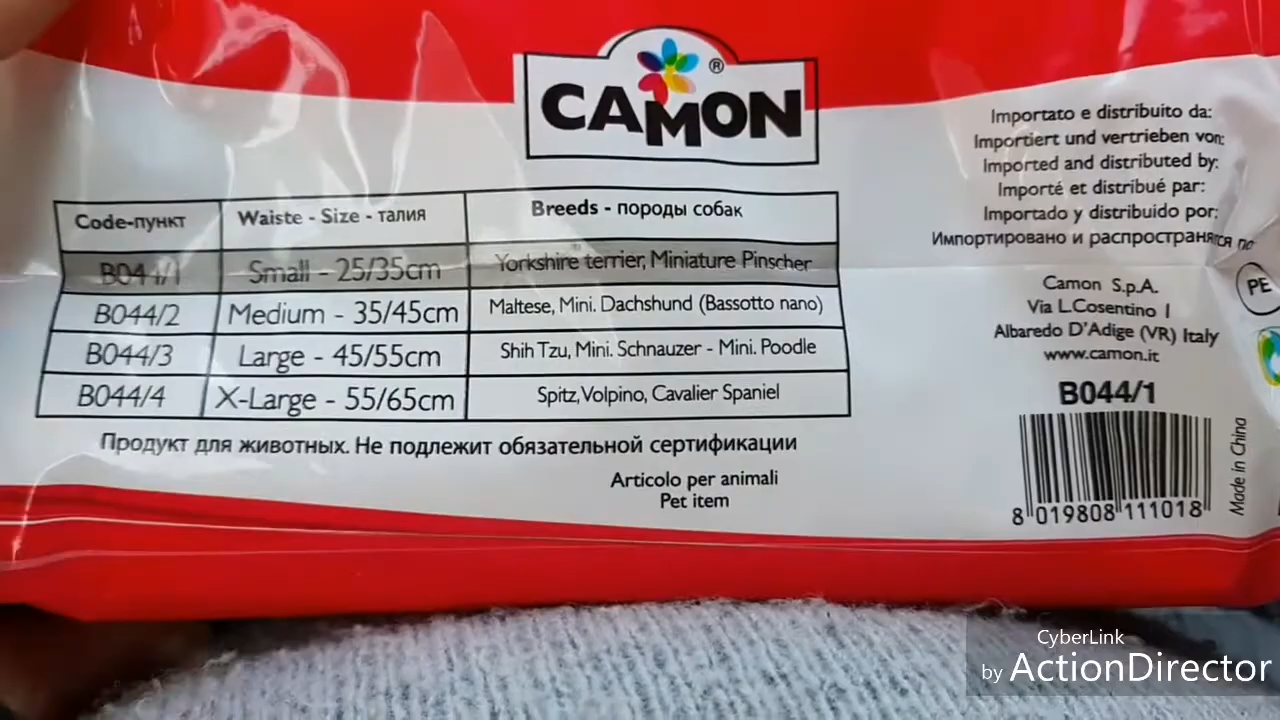 CAMON®
Code-пункт Waiste - Size - талия Breeds - породы собак
B044/1 Small - 25/35cm Yorkshire terrier, Miniature Pinscher
B044/2 Medium - 35/45cm Maltese, Mini. Dachshund (Bassotto nano)
B044/3 Large - 45/55cm Shih Tzu, Mini. Schnauzer - Mini. Poodle
B044/4 X-Large - 55/65cm Spitz, Volpino, Cavalier Spaniel
Продукт для животных. Не подлежит обязательной сертификации
Articolo per animali
Pet item
Importato e distribuito da:
Importiert und vertrieben von:
Imported and distributed by:
Importé et distribué par:
Importado y distribuido por:
Импортировано и распространятся по
Camon S.p.A.
Via L.Cosentino 1
Albaredo D'Adige (VR) Italy
www.camon.it
PE
B044/1
8 019808 111018
Made in China
CyberLink
by ActionDirector